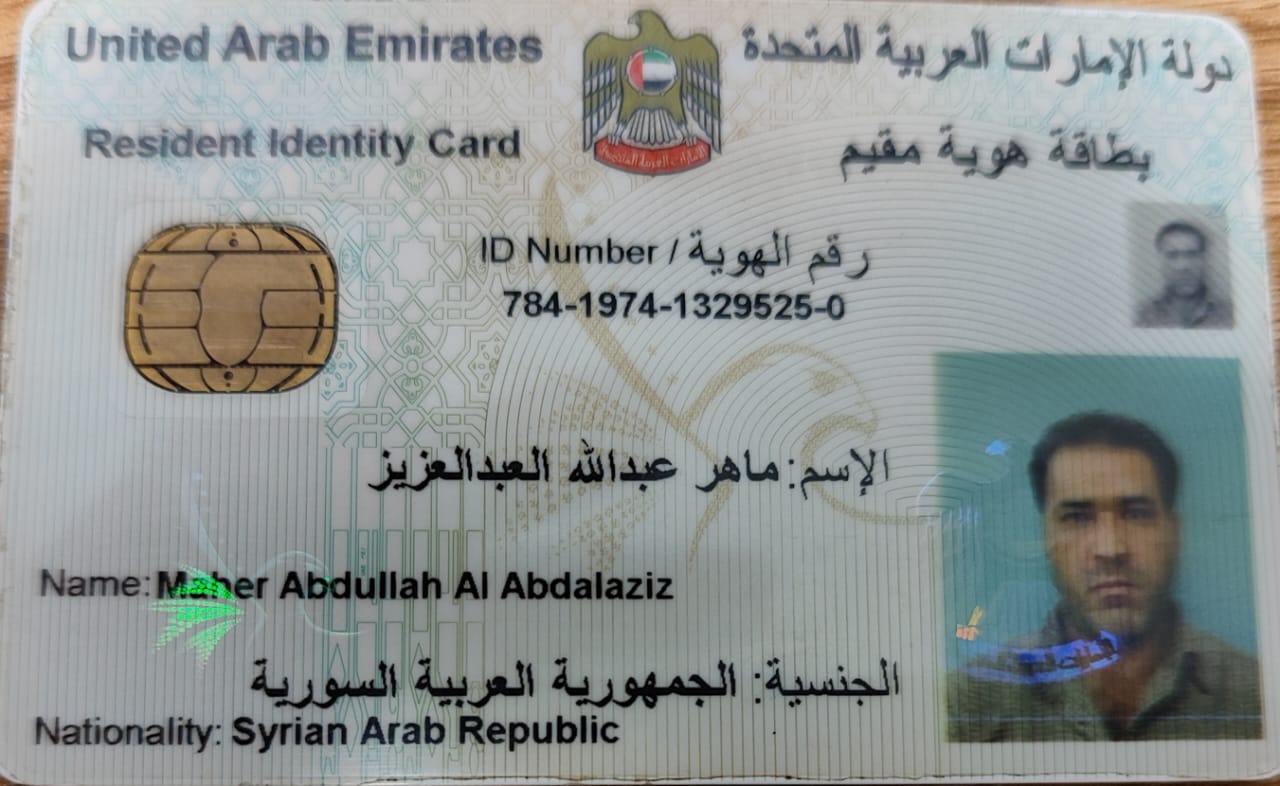 United Arab Emirates
دولة الإمارات العربية المتحدة
Resident Identity Card
بطاقة هوية مقيم
ID Number / رقم الهوية
784-1974-1329525-0
الإسم: ماهر عبدالله العبدالعزيز
Name: Maher Abdullah Al Abdalaziz
الجنسية: الجمهورية العربية السورية
Nationality: Syrian Arab Republic